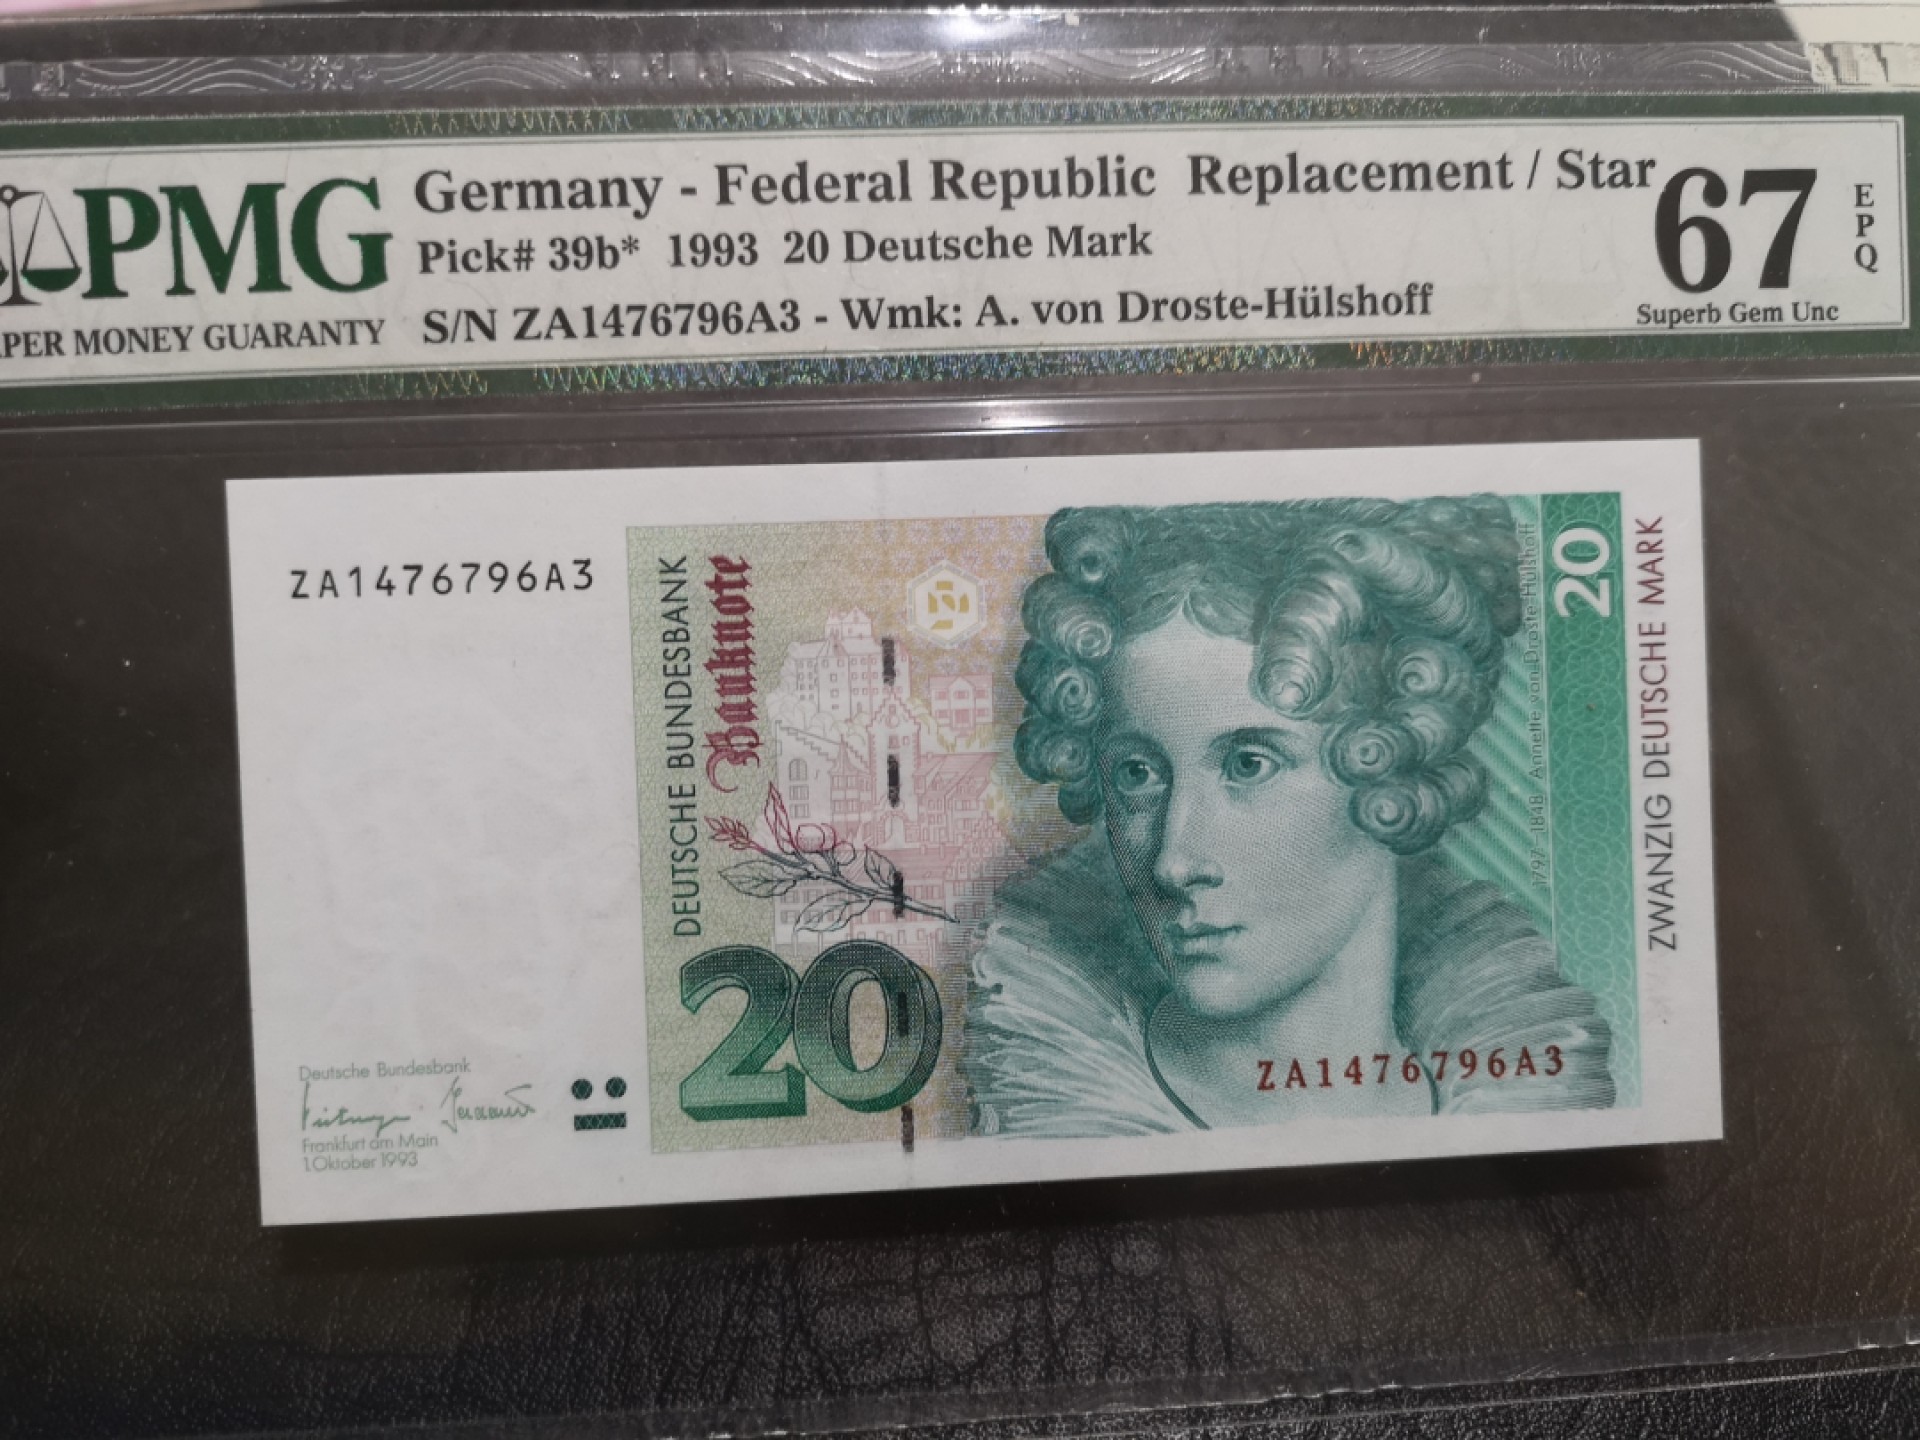 PMG
PER MONEY GUARANTY
Germany - Federal Republic Replacement / Star
Pick# 39b* 1993 20 Deutsche Mark
S/N ZA1476796A3 - Wmk: A. von Droste-Hülshoff
67
EPQ
Superb Gem Unc
ZA1476796A3
DEUTSCHE BUNDESBANK
Banknote
20
Deutsche Bundesbank
Frankfurt am Main
1.Oktober 1993
1797–1848 Annette von Droste-Hülshoff
20
ZWANZIG DEUTSCHE MARK
ZA1476796A3